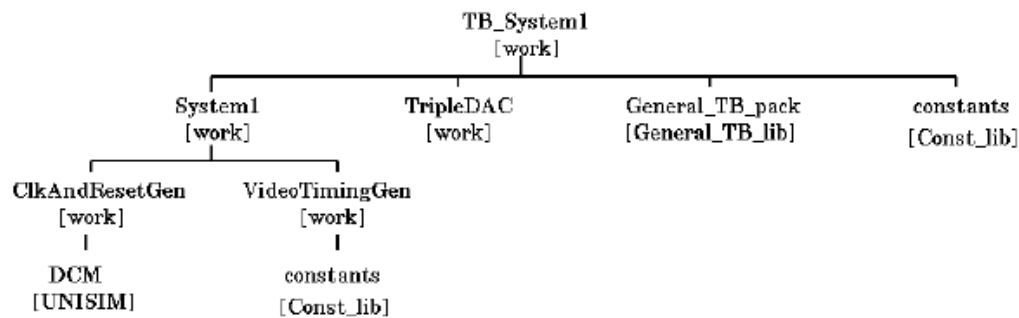 TB_System1
[work]
System1 TripleDAC General_TB_pack constants
[work] [work] [General_TB_lib] [Const_lib]
ClkAndResetGen VideoTimingGen
[work] [work]
DCM constants
[UNISIM] [Const_lib]